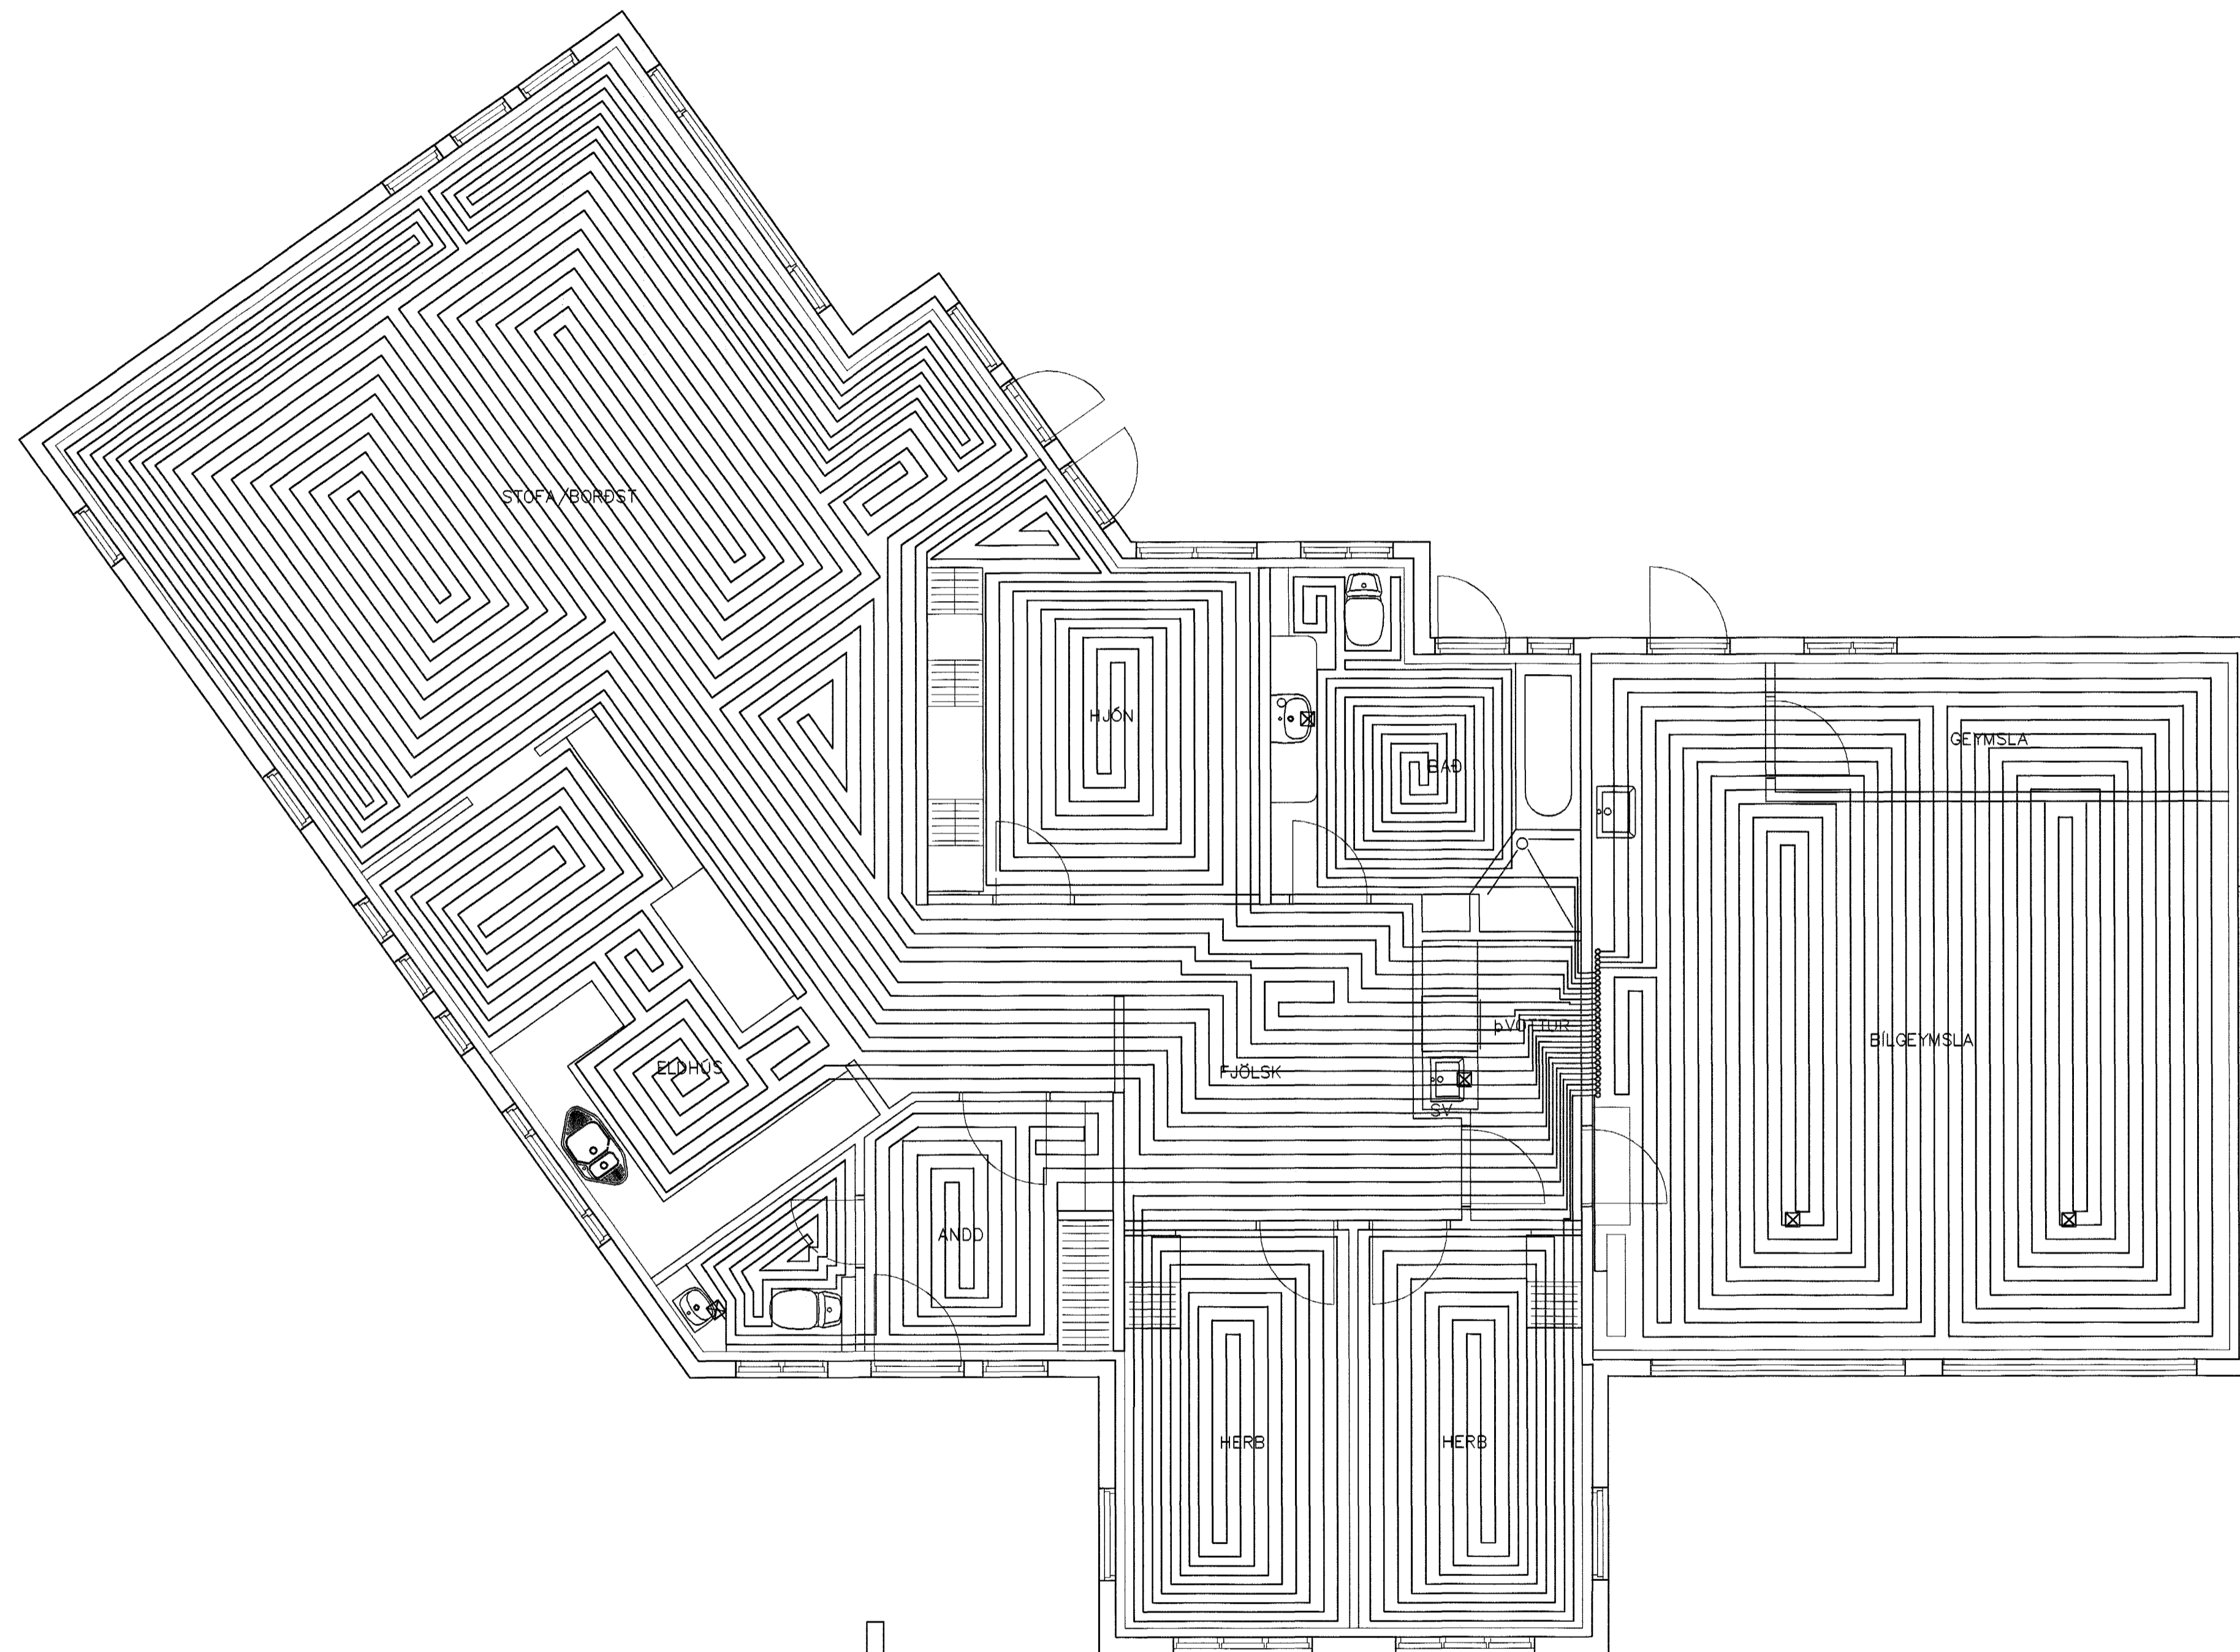 STOFA/BORÐST
HJÓN
GEYMSLA
BAÐ
ÞVOTTUR
BÍLGEYMSLA
ELDHÚS
FJÖLSK
SV
ANDD
HERB
HERB